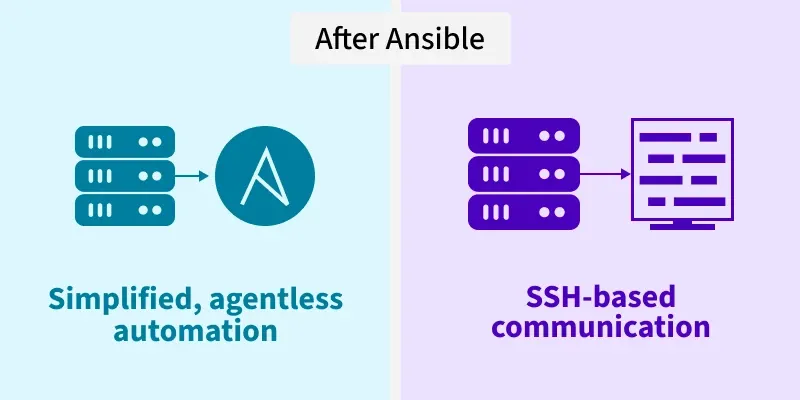 After Ansible
Simplified, agentless
automation
SSH-based
communication